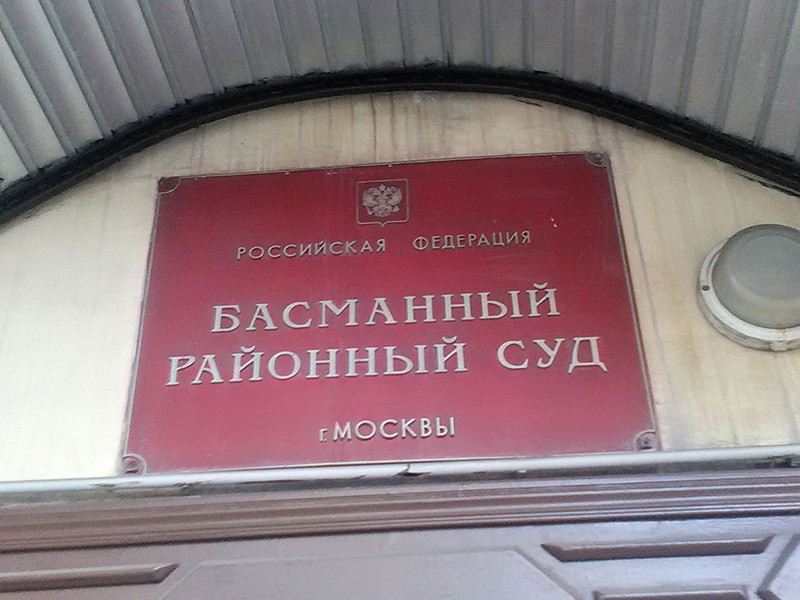 РОССИЙСКАЯ ФЕДЕРАЦИЯ
БАСМАННЫЙ
РАЙОННЫЙ СУД
г. МОСКВЫ